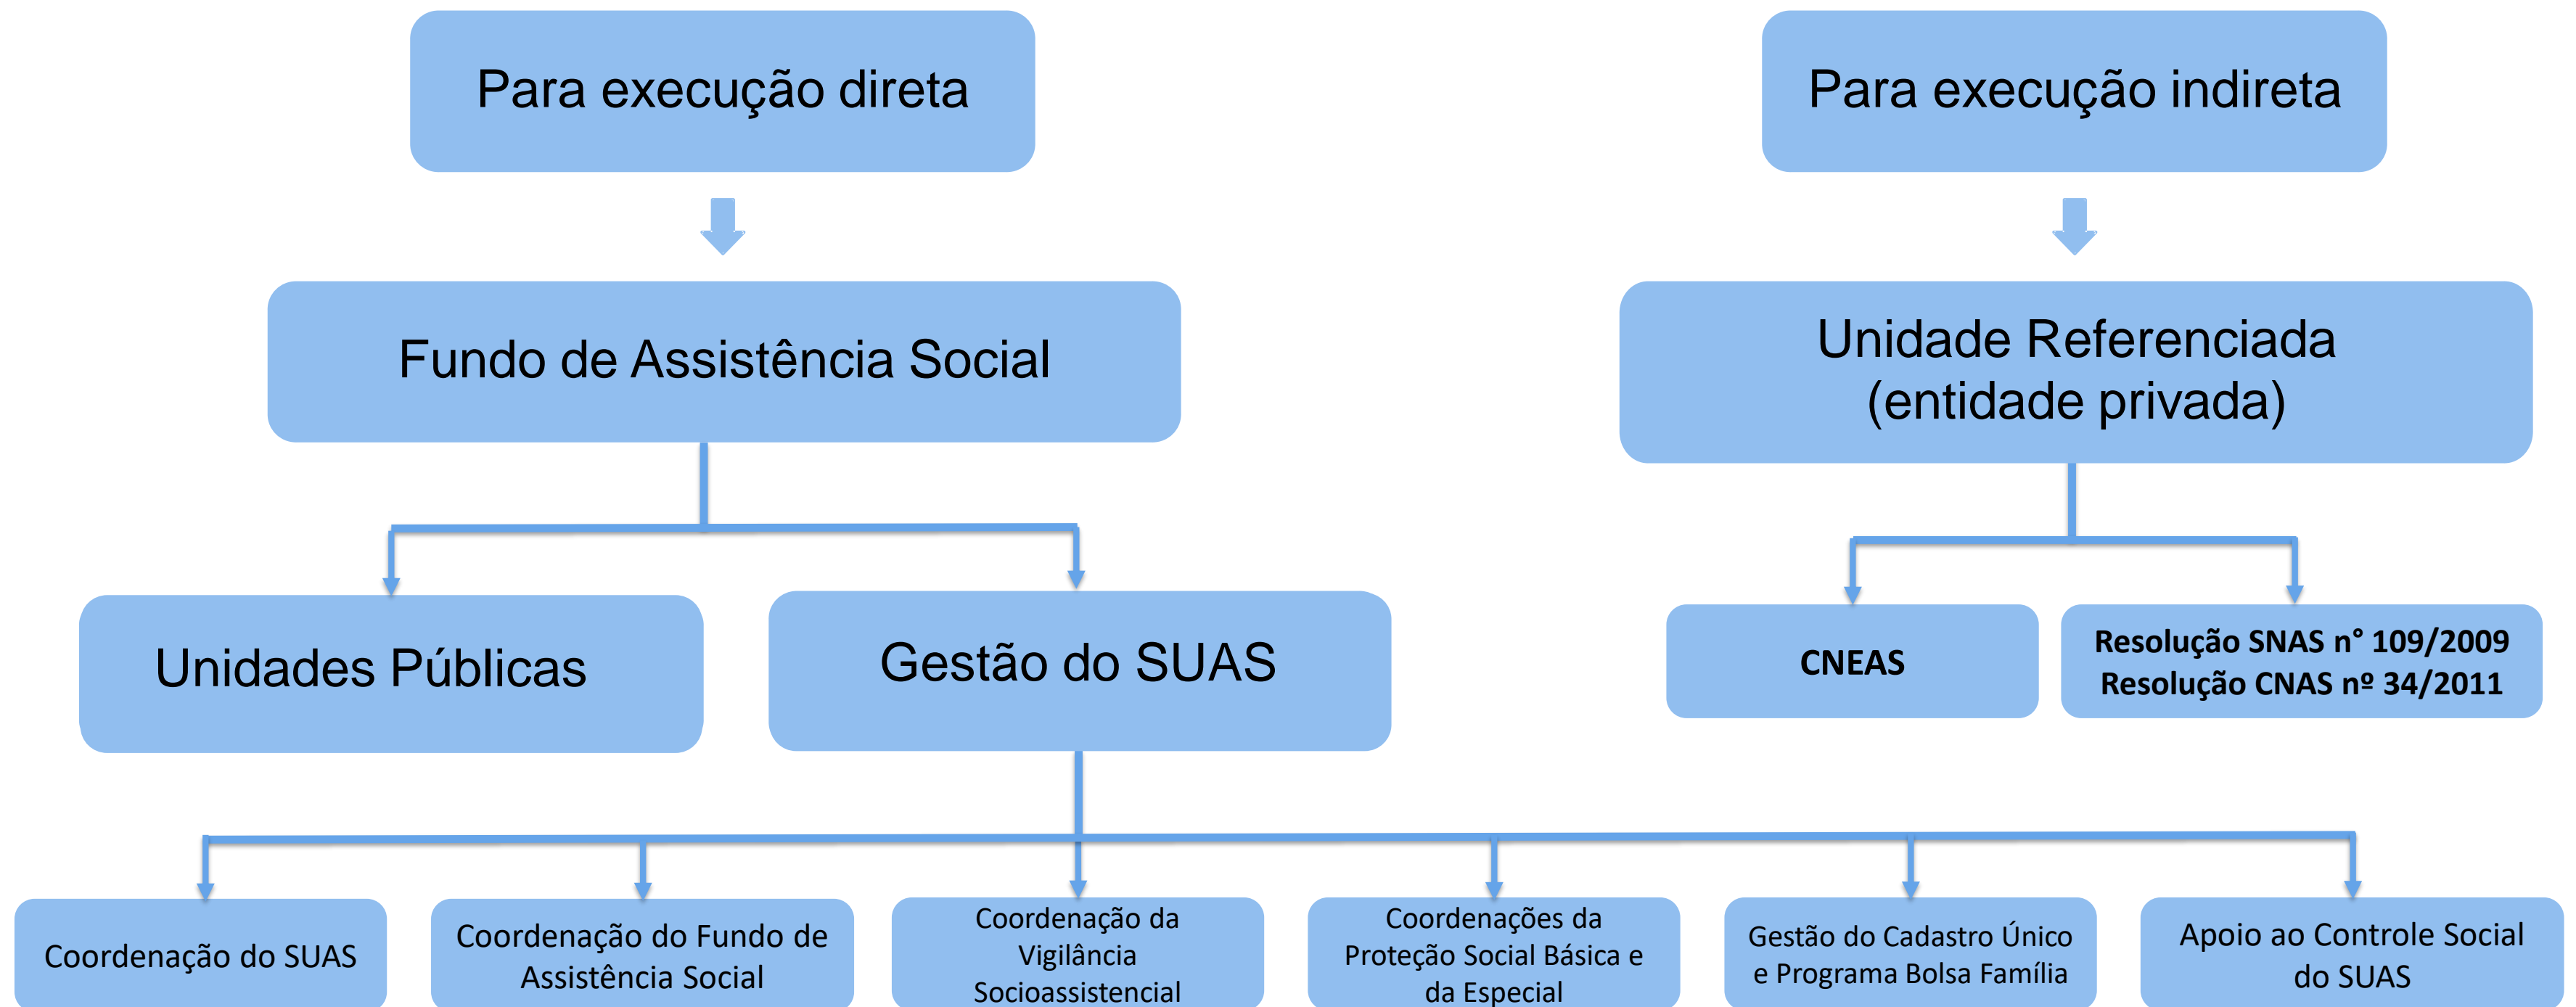 Para execução direta
Para execução indireta
Fundo de Assistência Social
Unidade Referenciada
(entidade privada)
Unidades Públicas
Gestão do SUAS
CNEAS
Resolução SNAS n° 109/2009
Resolução CNAS nº 34/2011
Coordenação do SUAS
Coordenação do Fundo de
Assistência Social
Coordenação da
Vigilância
Socioassistencial
Coordenações da
Proteção Social Básica e
da Especial
Gestão do Cadastro Único
e Programa Bolsa Família
Apoio ao Controle Social
do SUAS